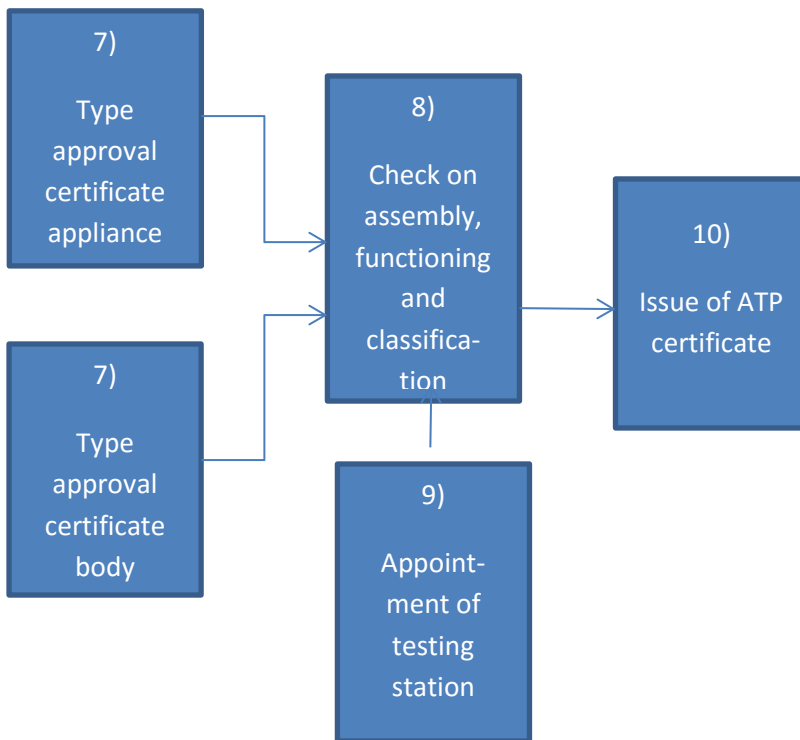 7)
Type
approval
certificate
appliance
7)
Type
approval
certificate
body
8)
Check on
assembly,
functioning
and
classifica-
tion
9)
Appoint-
ment of
testing
station
10)
Issue of ATP
certificate